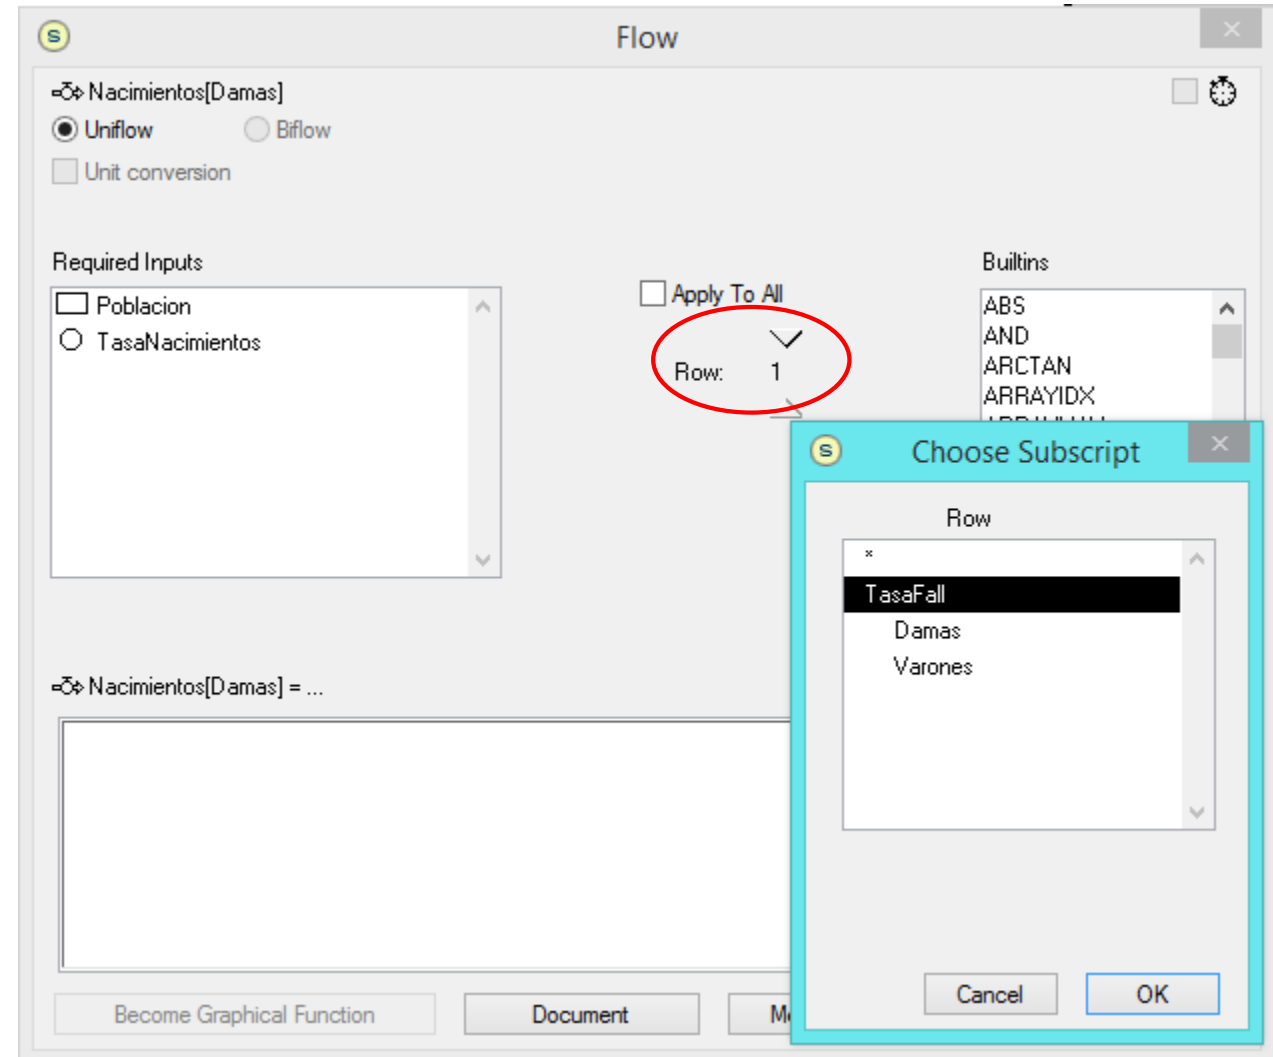 Flow
Nacimientos[Damas]
Uniflow Biflow
Unit conversion
Required Inputs
Poblacion
TasaNacimientos
Apply To All
Row: 1
Builtins
ABS
AND
ARCTAN
ARRAYIDX
Choose Subscript
Row
*
TasaFall
Damas
Varones
Cancel OK
Nacimientos[Damas] = ...
Become Graphical Function Document